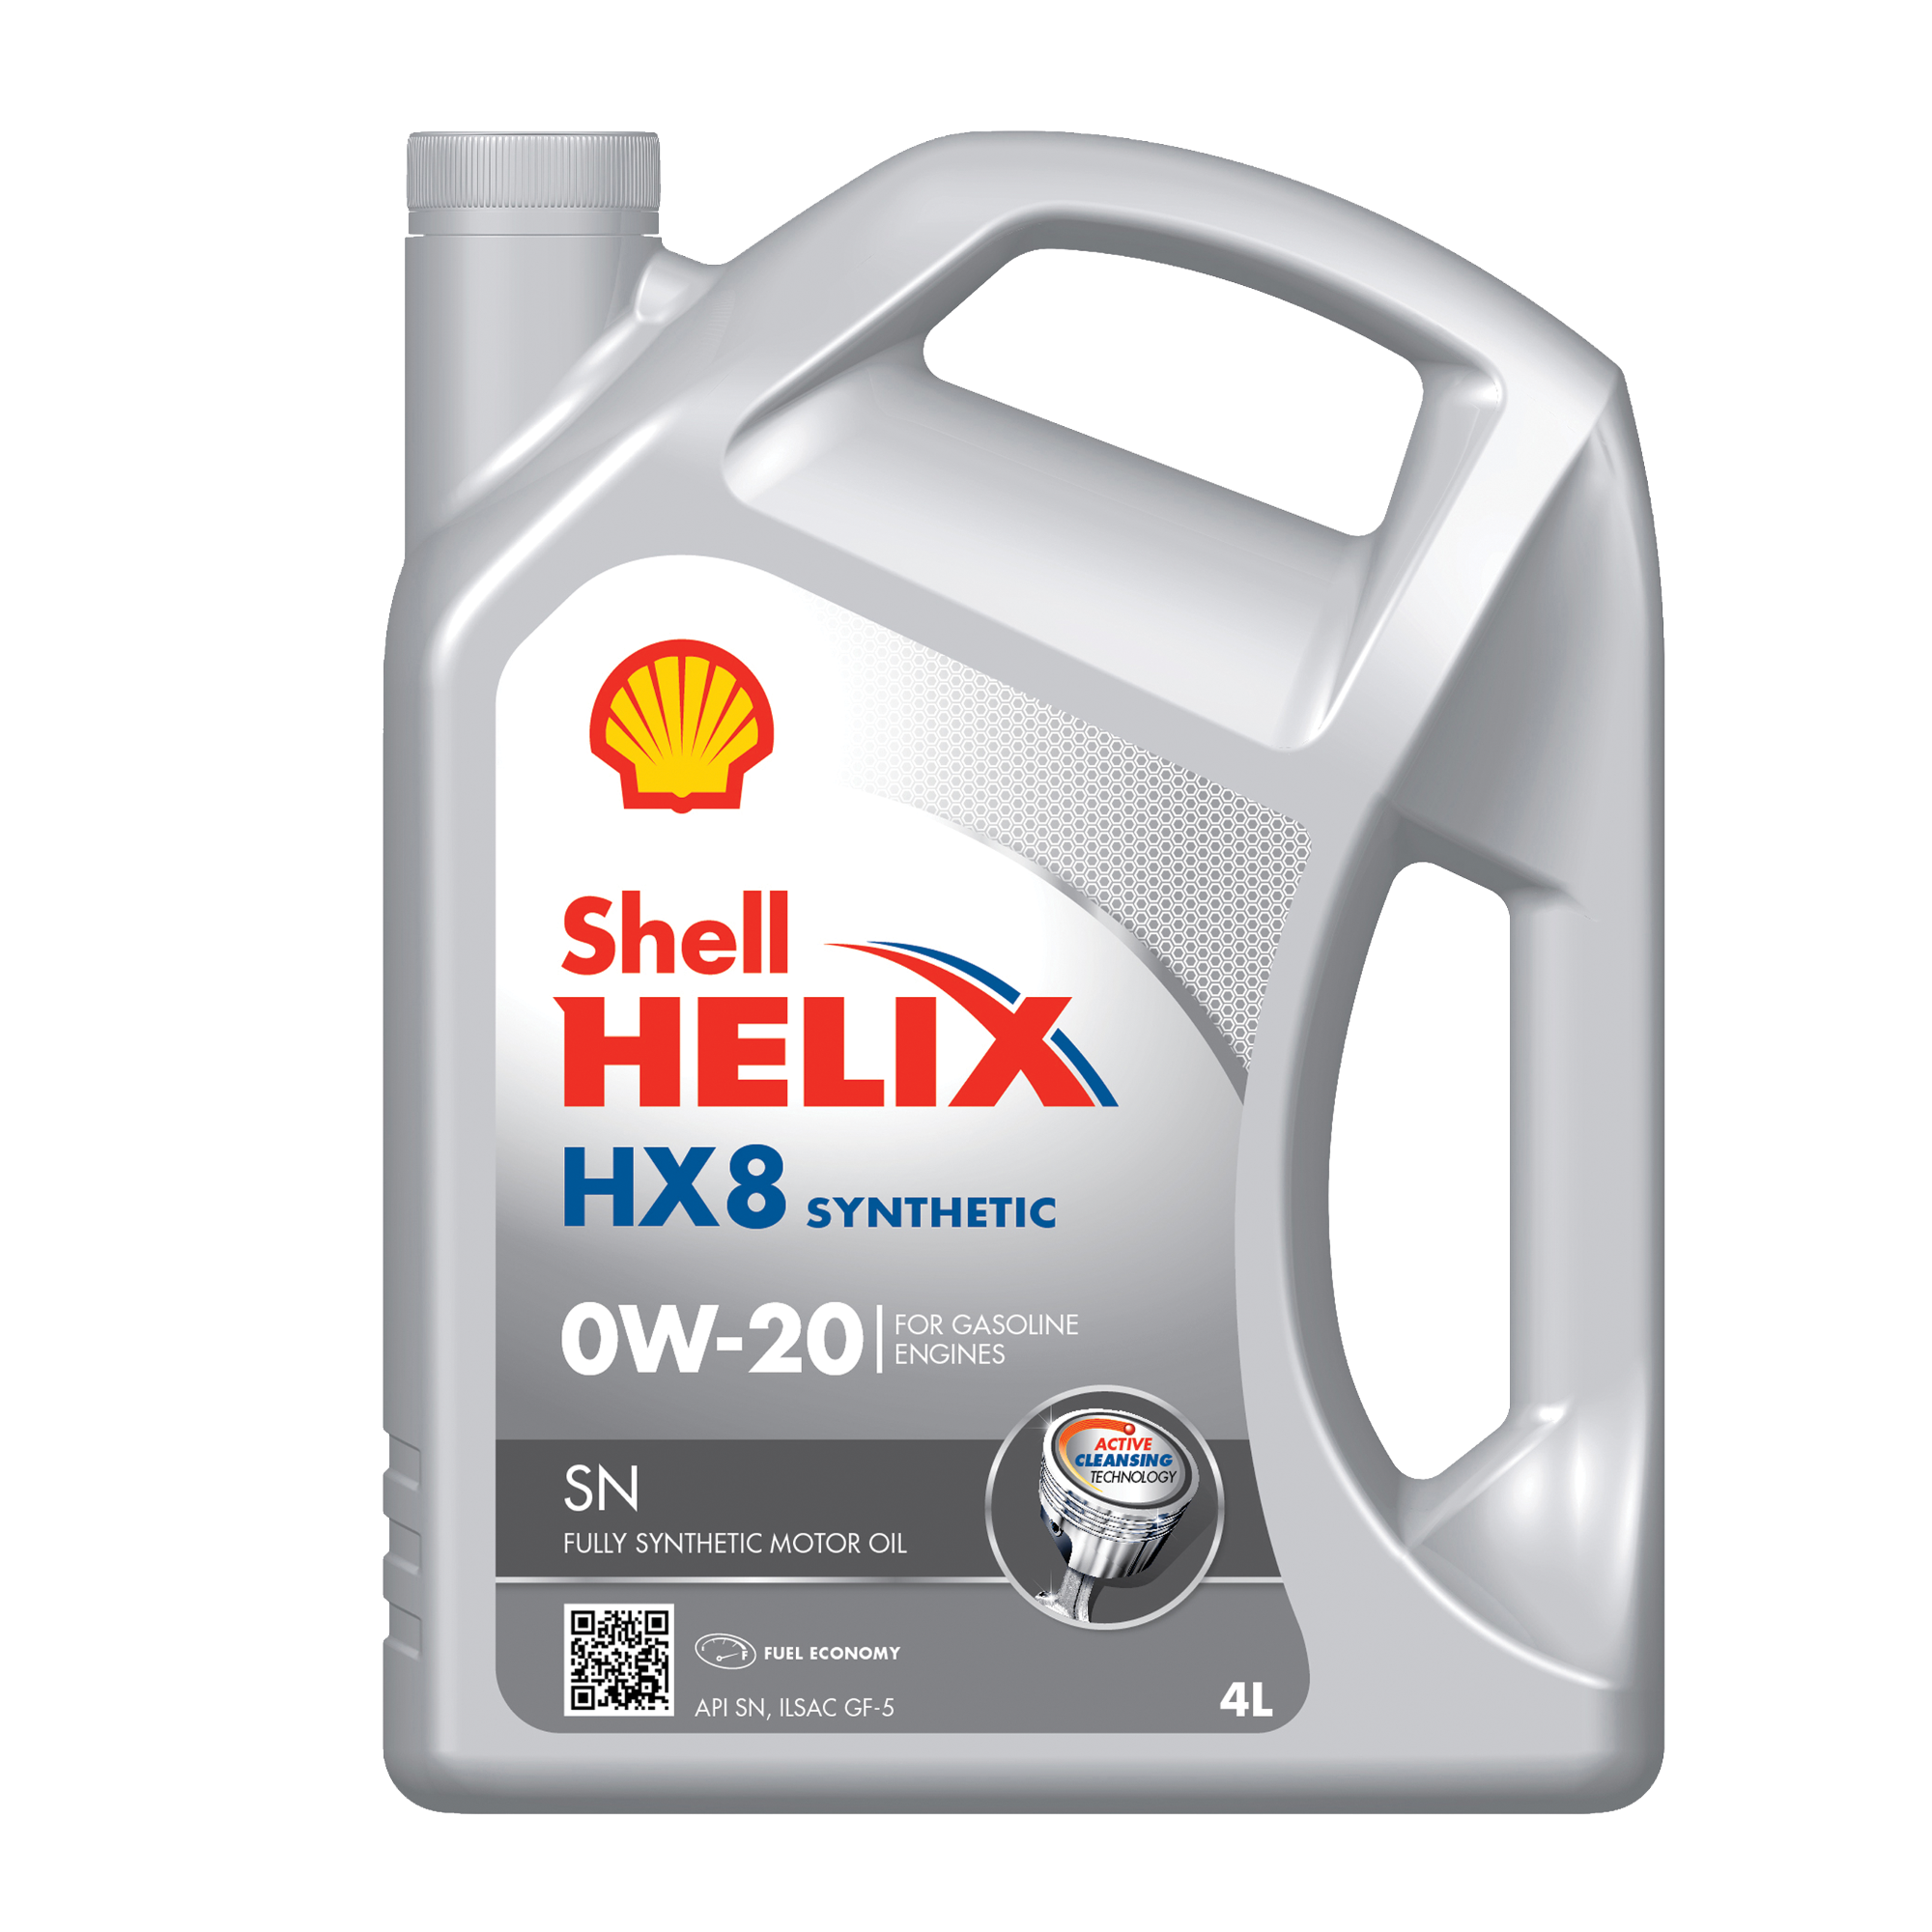 Shell
HELIX
HX8 SYNTHETIC
0W-20
FOR GASOLINE
ENGINES
ACTIVE
CLEANSING
TECHNOLOGY
SN
FULLY SYNTHETIC MOTOR OIL
F
FUEL ECONOMY
API SN, ILSAC GF-5
4L